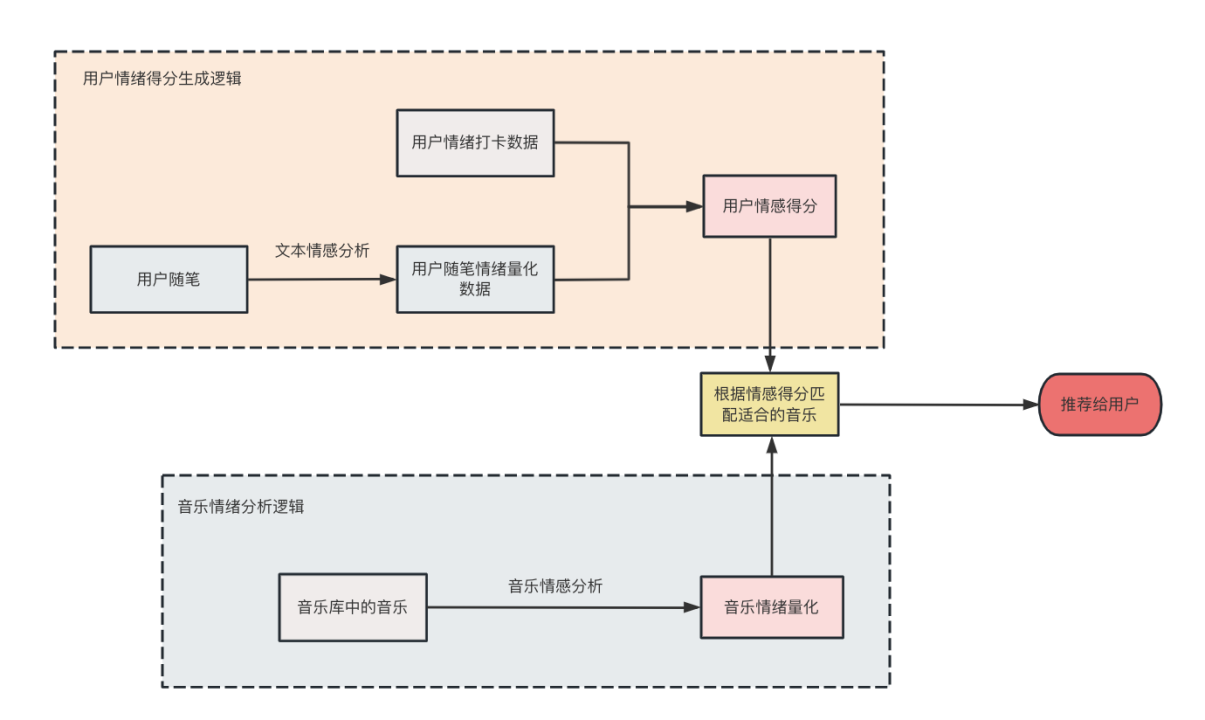 用户情绪得分生成逻辑
用户情绪打卡数据
用户情感得分
文本情感分析
用户随笔
用户随笔情绪量化
数据
根据情感得分匹
配适合的音乐
推荐给用户
音乐情绪分析逻辑
音乐情感分析
音乐库中的音乐
音乐情绪量化